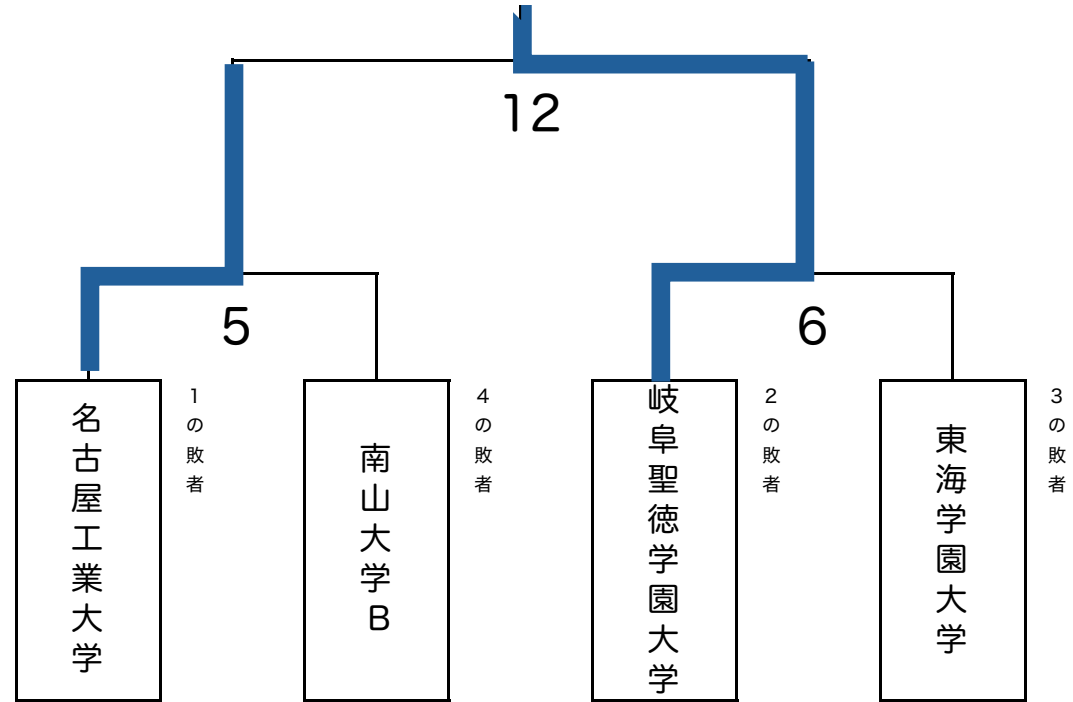 12
5
6
名古屋工業大学
1の敗者
南山大学B
4の敗者
岐阜聖徳学園大学
2の敗者
東海学園大学
3の敗者